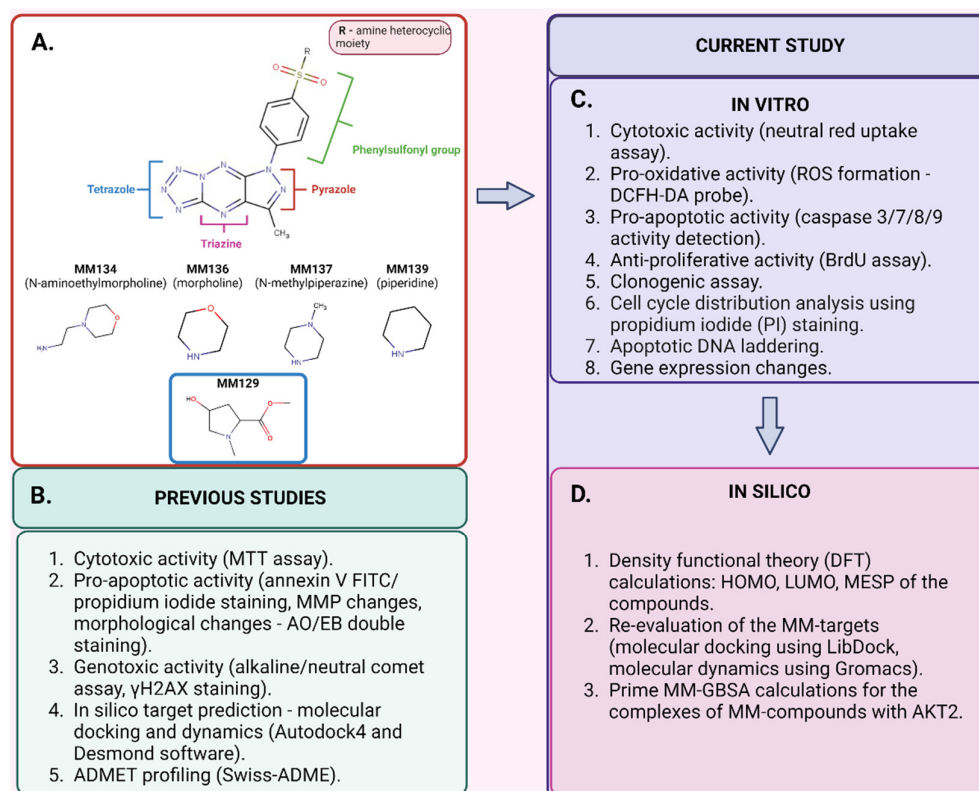 A.
R - amine heterocyclic
moiety
R
O
S
O
Phenylsulfonyl group
Tetrazole
N
N
N
N
N
N
N
N
Pyrazole
CH₃
Triazine
MM134
(N-aminoethylmorpholine)
MM136
(morpholine)
MM137
(N-methylpiperazine)
MM139
(piperidine)
N
O
H₂N
O
HN
CH₃
N
HN
HN
MM129
HO
O
O
N
B.
PREVIOUS STUDIES
1. Cytotoxic activity (MTT assay).
2. Pro-apoptotic activity (annexin V FITC/
propidium iodide staining, MMP changes,
morphological changes - AO/EB double
staining).
3. Genotoxic activity (alkaline/neutral comet
assay, γH2AX staining).
4. In silico target prediction - molecular
docking and dynamics (Autodock4 and
Desmond software).
5. ADMET profiling (Swiss-ADME).
CURRENT STUDY
C.
IN VITRO
1. Cytotoxic activity (neutral red uptake
assay).
2. Pro-oxidative activity (ROS formation -
DCFH-DA probe).
3. Pro-apoptotic activity (caspase 3/7/8/9
activity detection).
4. Anti-proliferative activity (BrdU assay).
5. Clonogenic assay.
6. Cell cycle distribution analysis using
propidium iodide (PI) staining.
7. Apoptotic DNA laddering.
8. Gene expression changes.
D.
IN SILICO
1. Density functional theory (DFT)
calculations: HOMO, LUMO, MESP of the
compounds.
2. Re-evaluation of the MM-targets
(molecular docking using LibDock,
molecular dynamics using Gromacs).
3. Prime MM-GBSA calculations for the
complexes of MM-compounds with AKT2.